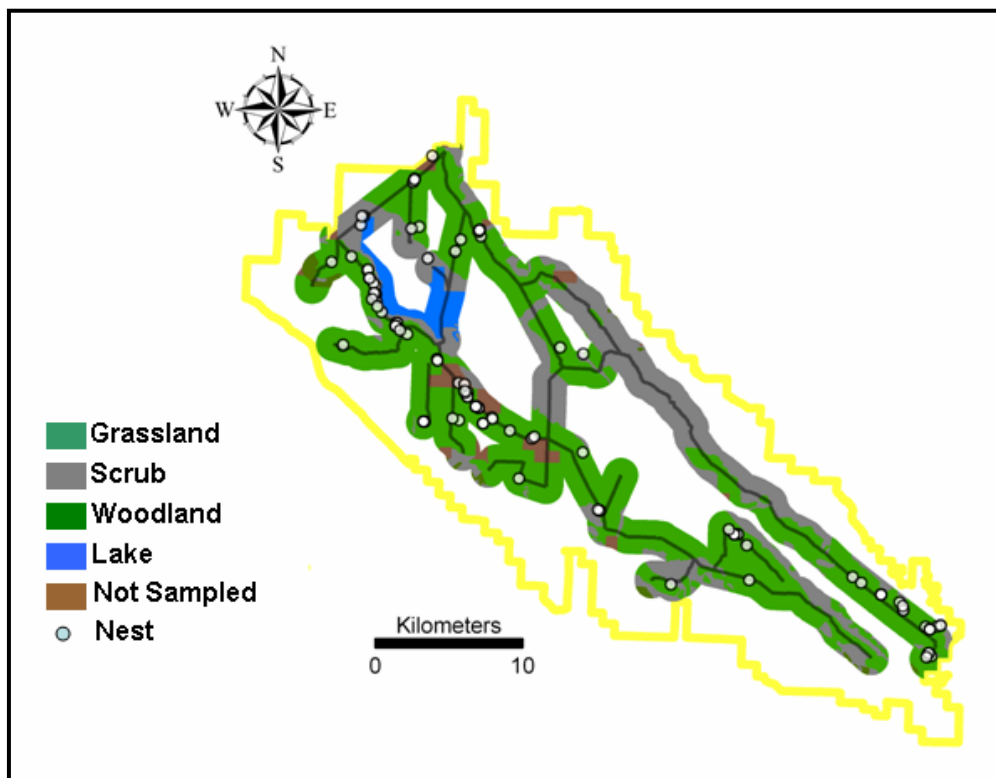 N
W E
S
Grassland
Scrub
Woodland
Lake
Not Sampled
Nest
Kilometers
0 10